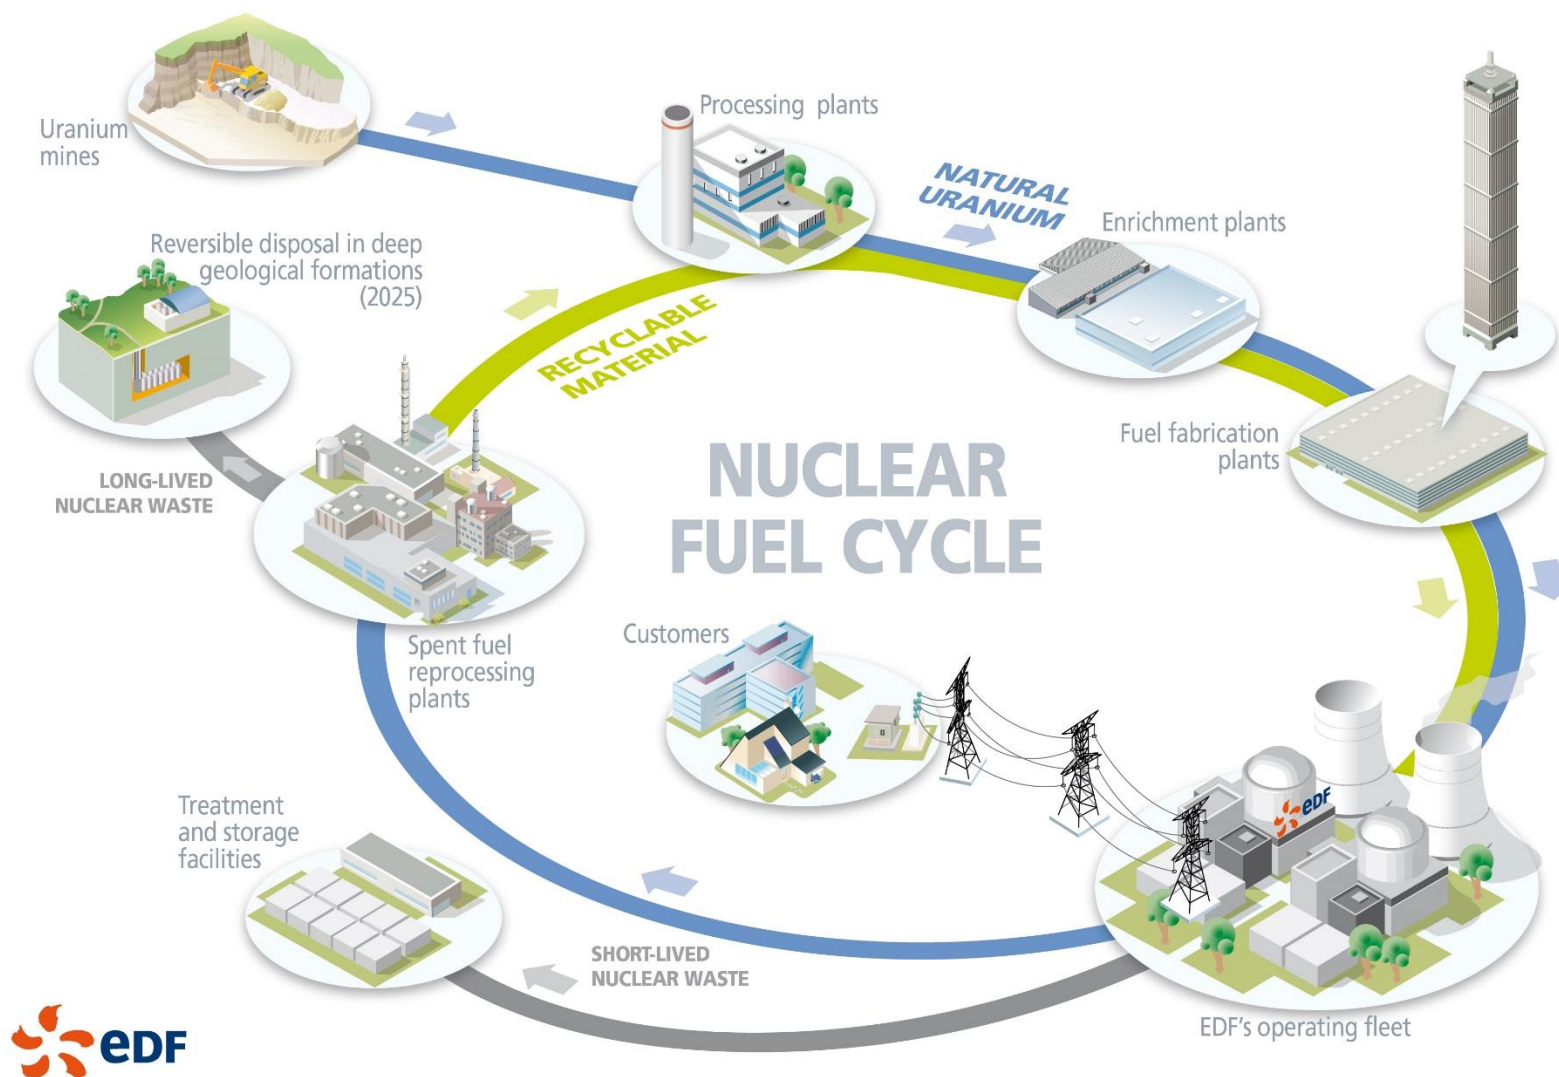 Uranium
mines
Processing plants
NATURAL
URANIUM
Enrichment plants
Reversible disposal in deep
geological formations
(2025)
RECYCLABLE
MATERIAL
Fuel fabrication
plants
LONG-LIVED
NUCLEAR WASTE
NUCLEAR
FUEL CYCLE
Spent fuel
reprocessing
plants
Customers
eDF
Treatment
and storage
facilities
SHORT-LIVED
NUCLEAR WASTE
EDF's operating fleet
eDF